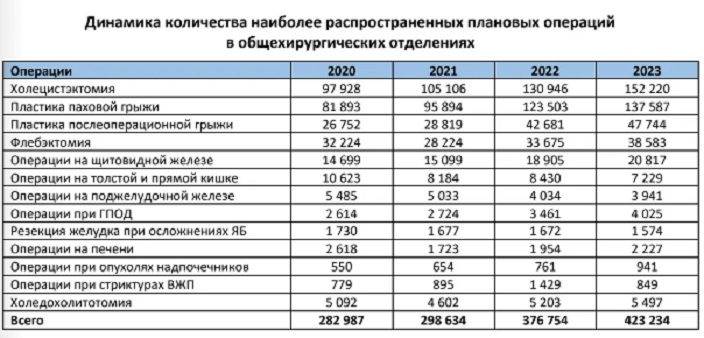 Динамика количества наиболее распространенных плановых операций
в общехирургических отделениях
Операции 2020 2021 2022 2023
Холецистэктомия 97 928 105 106 130 946 152 220
Пластика паховой грыжи 81 893 95 894 123 503 137 587
Пластика послеоперационной грыжи 26 752 28 819 42 681 47 744
Флебэктомия 32 224 28 224 33 675 38 583
Операции на щитовидной железе 14 699 15 099 18 905 20 817
Операции на толстой и прямой кишке 10 623 8 184 8 430 7 229
Операции на поджелудочной железе 5 485 5 033 4 034 3 941
Операции при ГПОД 2 614 2 724 3 461 4 025
Резекция желудка при осложнениях ЯБ 1 730 1 677 1 672 1 574
Операции на печени 2 618 1 723 1 954 2 227
Операции при опухолях надпочечников 550 654 761 941
Операции при стриктурах ВЖП 779 895 1 429 849
Холедохолитотомия 5 092 4 602 5 203 5 497
Всего 282 987 298 634 376 754 423 234